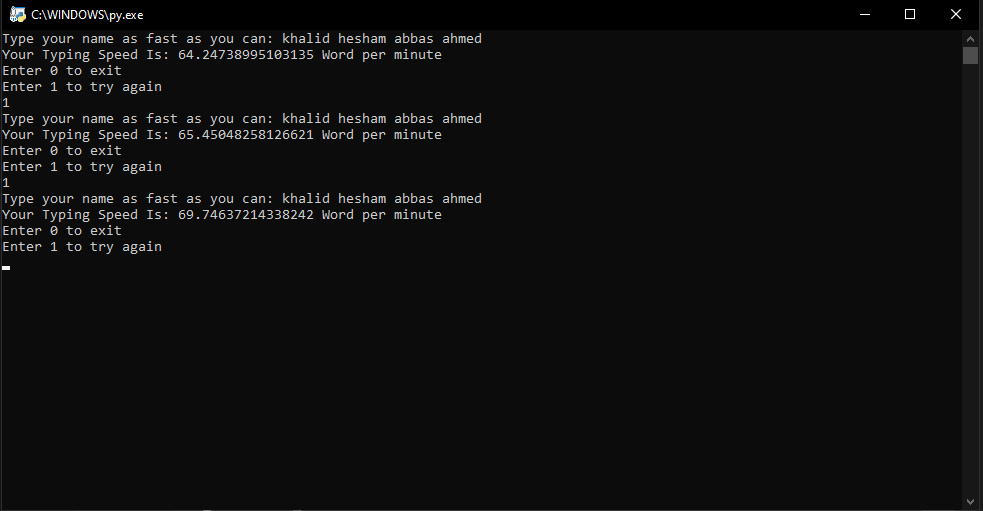 C:\WINDOWS\py.exe
Type your name as fast as you can: khalid hesham abbas ahmed
Your Typing Speed Is: 64.24738995103135 Word per minute
Enter 0 to exit
Enter 1 to try again
1
Type your name as fast as you can: khalid hesham abbas ahmed
Your Typing Speed Is: 65.45048258126621 Word per minute
Enter 0 to exit
Enter 1 to try again
1
Type your name as fast as you can: khalid hesham abbas ahmed
Your Typing Speed Is: 69.74637214338242 Word per minute
Enter 0 to exit
Enter 1 to try again